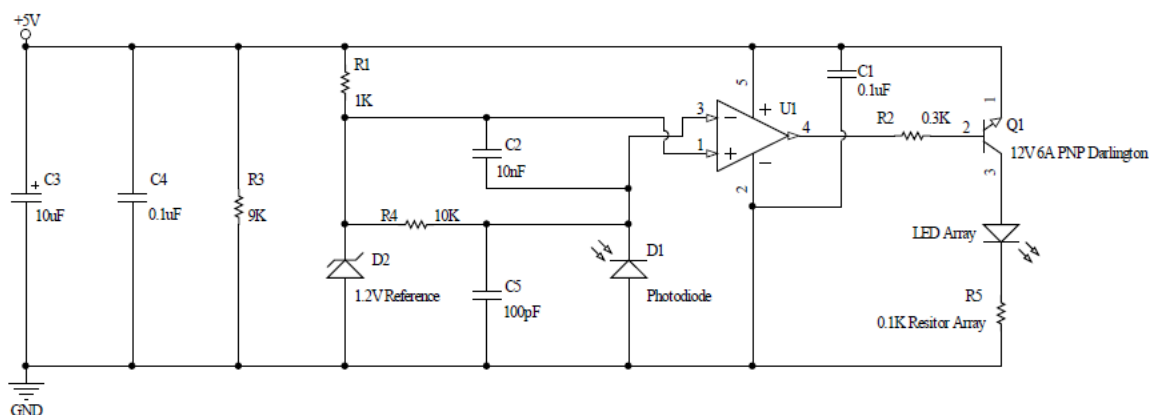 +5V
R1
1K
C2
10nF
3
1
5
U1
4
2
C1
0.1uF
R2
0.3K
2
1
Q1
12V 6A PNP Darlington
3
C3
10uF
C4
0.1uF
R3
9K
R4
10K
D2
1.2V Reference
C5
100pF
D1
Photodiode
LED Array
R5
0.1K Resitor Array
GND